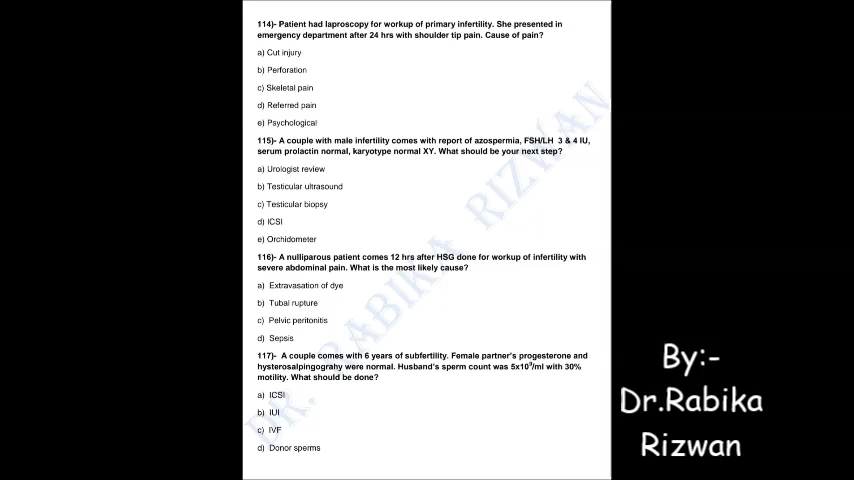 114)- Patient had laproscopy for workup of primary infertility. She presented in
emergency department after 24 hrs with shoulder tip pain. Cause of pain?
a) Cut injury
b) Perforation
c) Skeletal pain
d) Referred pain
e) Psychological
115)- A couple with male infertility comes with report of azospermia, FSH/LH 3 & 4 IU,
serum prolactin normal, karyotype normal XY. What should be your next step?
a) Urologist review
b) Testicular ultrasound
c) Testicular biopsy
d) ICSI
e) Orchidometer
116)- A nulliparous patient comes 12 hrs after HSG done for workup of infertility with
severe abdominal pain. What is the most likely cause?
a) Extravasation of dye
b) Tubal rupture
c) Pelvic peritonitis
d) Sepsis
117)- A couple comes with 6 years of subfertility. Female partner's progesterone and
hysterosalpingograhy were normal. Husband's sperm count was 5x10⁹/ml with 30%
motility. What should be done?
a) ICSI
b) IUI
c) IVF
d) Donor sperms
DR. RABIKA RIZWAN
By:-
Dr.Rabika
Rizwan